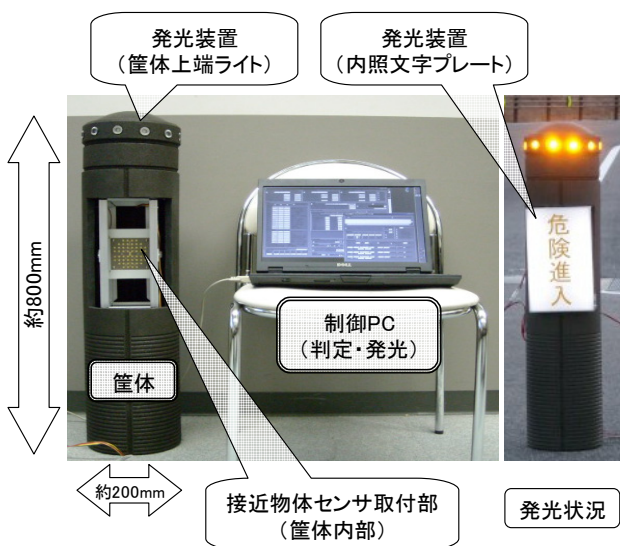 発光装置
（筐体上端ライト）
発光装置
（内照文字プレート）
約800mm
危険進入
制御PC
（判定・発光）
筐体
DELL
約200mm
接近物体センサ取付部
（筐体内部）
発光状況